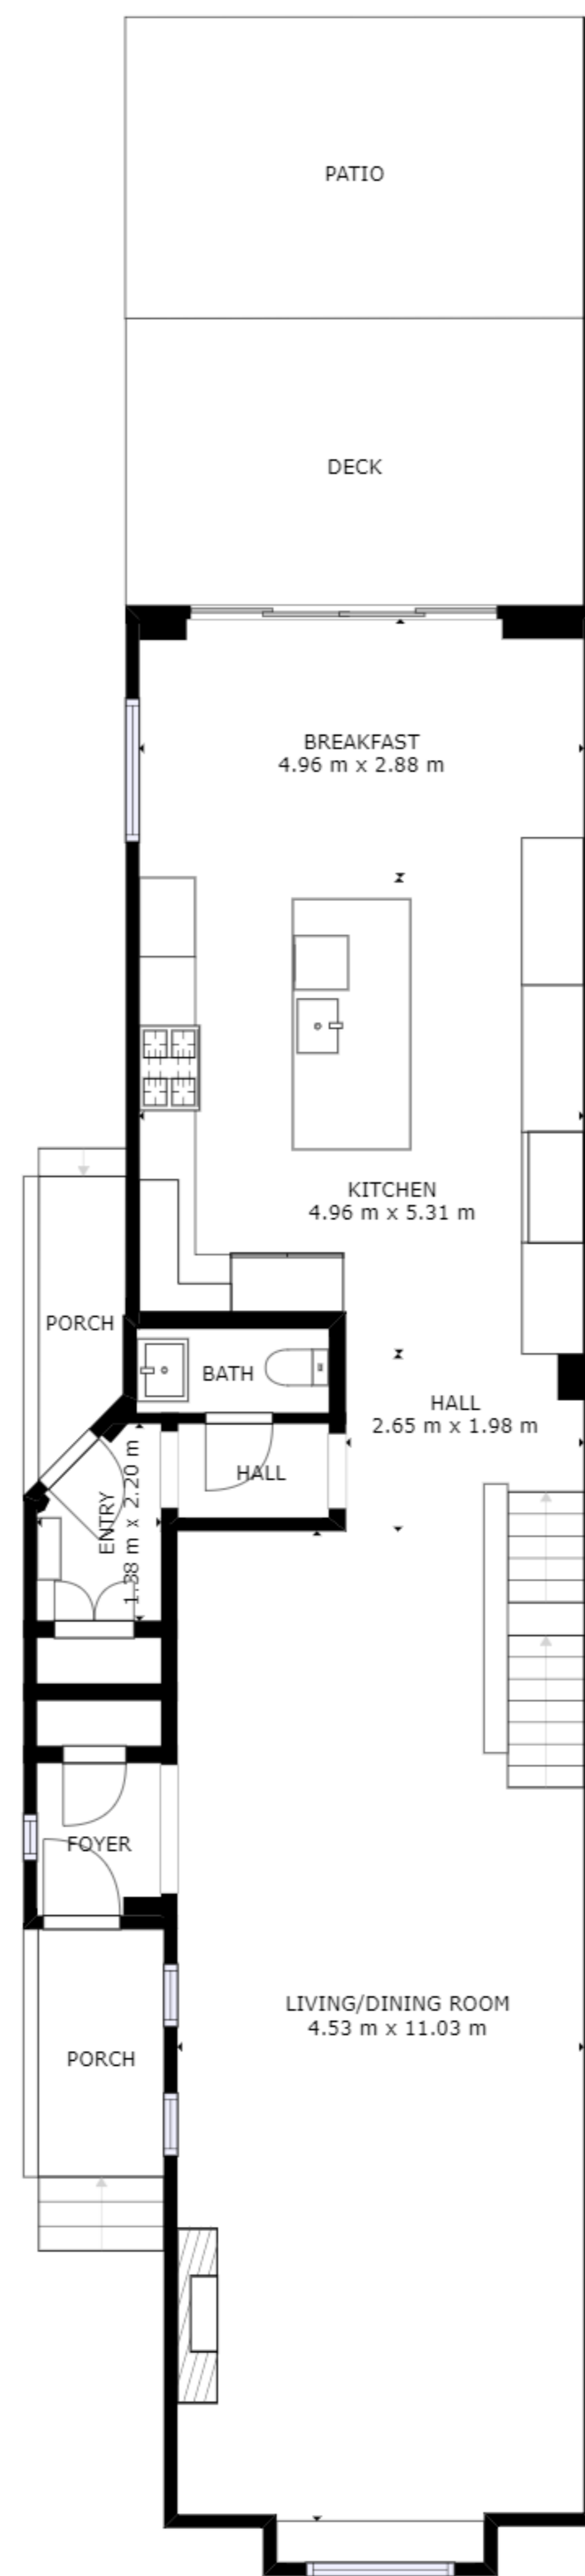 PATIO
DECK
BREAKFAST
4.96 m x 2.88 m
KITCHEN
4.96 m x 5.31 m
PORCH
BATH
HALL
2.65 m x 1.98 m
HALL
ENTRY
1.38 m x 2.20 m
FOYER
LIVING/DINING ROOM
4.53 m x 11.03 m
PORCH